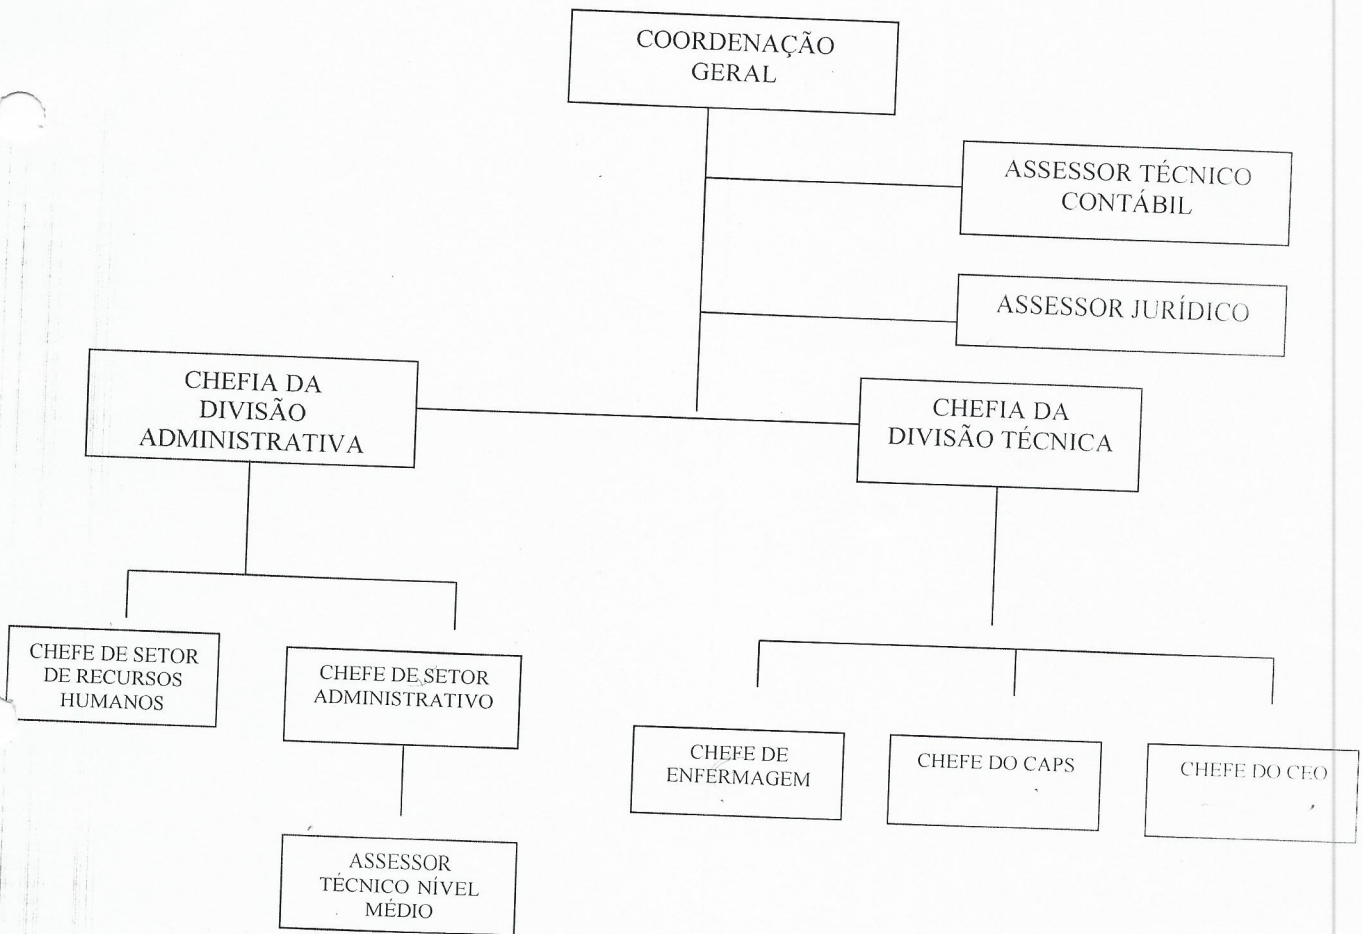 COORDENAÇÃO
GERAL
ASSESSOR TÉCNICO
CONTÁBIL
ASSESSOR JURÍDICO
CHEFIA DA
DIVISÃO
ADMINISTRATIVA
CHEFIA DA
DIVISÃO TÉCNICA
CHEFE DE SETOR
DE RECURSOS
HUMANOS
CHEFE DE SETOR
ADMINISTRATIVO
CHEFE DE
ENFERMAGEM
CHEFE DO CAPS
CHEFE DO CEO
ASSESSOR
TÉCNICO NÍVEL
MÉDIO